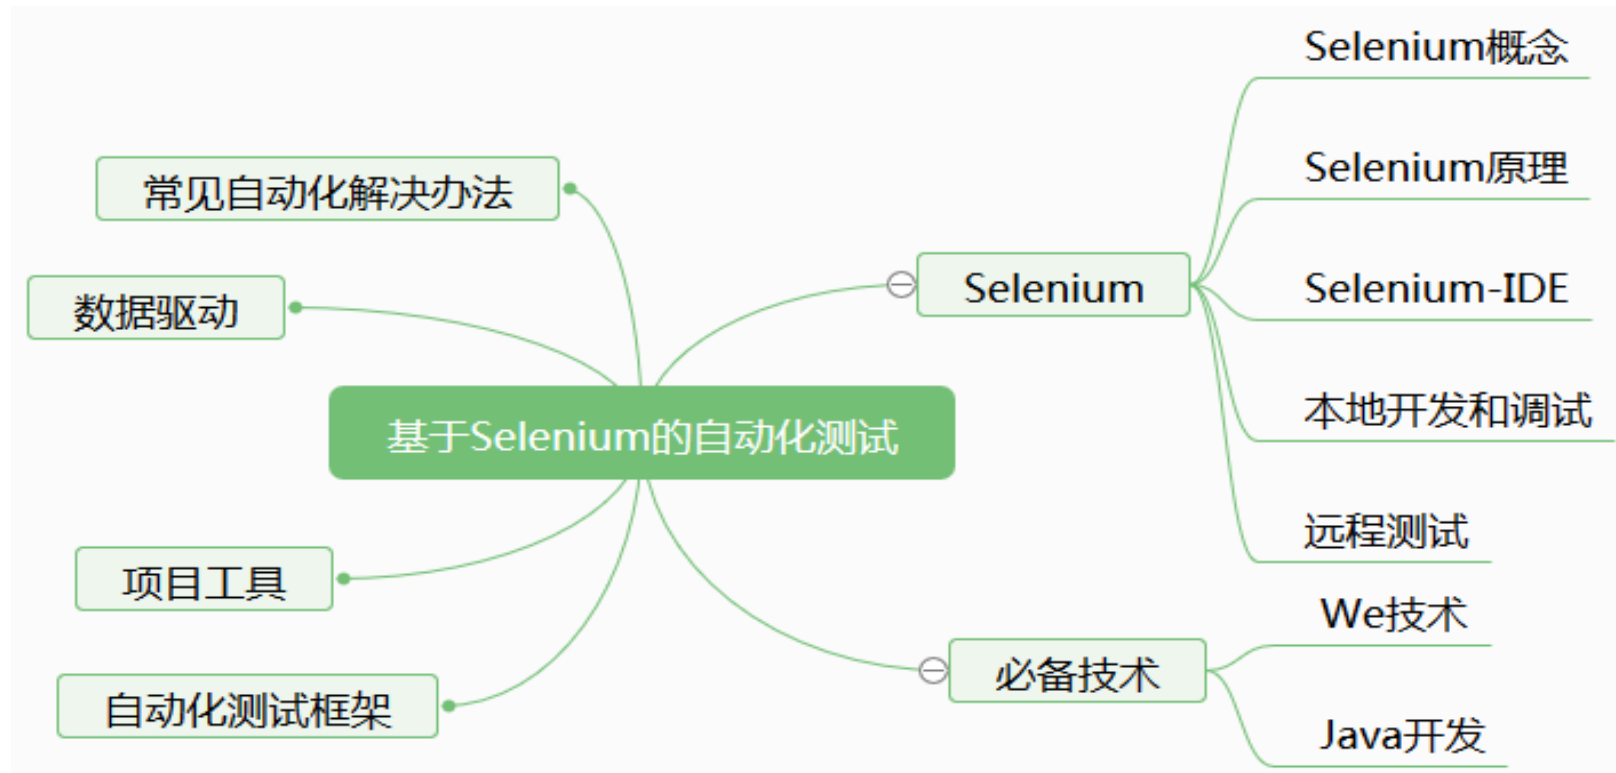 Selenium概念
Selenium原理
常见自动化解决办法
Selenium
Selenium-IDE
数据驱动
本地开发和调试
基于Selenium的自动化测试
远程测试
项目工具
We技术
必备技术
自动化测试框架
Java开发